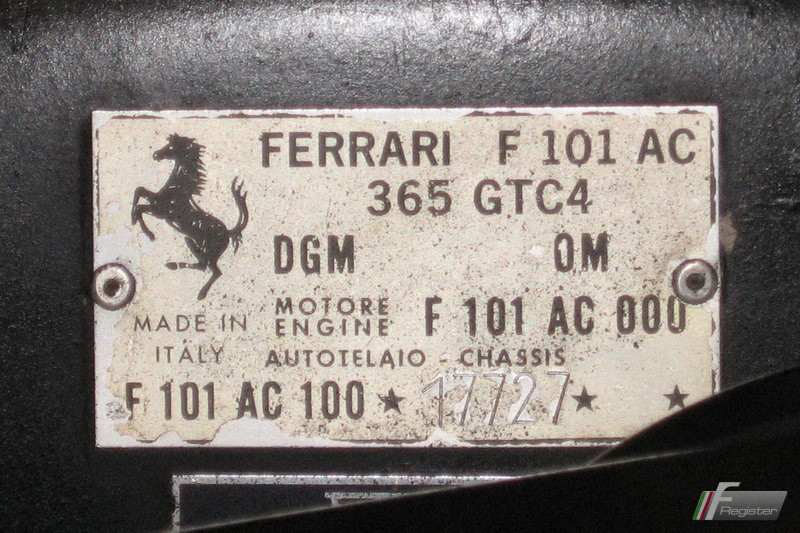 FERRARI F 101 AC
365 GTC4
DGM OM
MOTORE
ENGINE F 101 AC 000
MADE IN
ITALY
AUTOTELAIO - CHASSIS
F 101 AC 100 ★ 17727 ★ ★
F Register